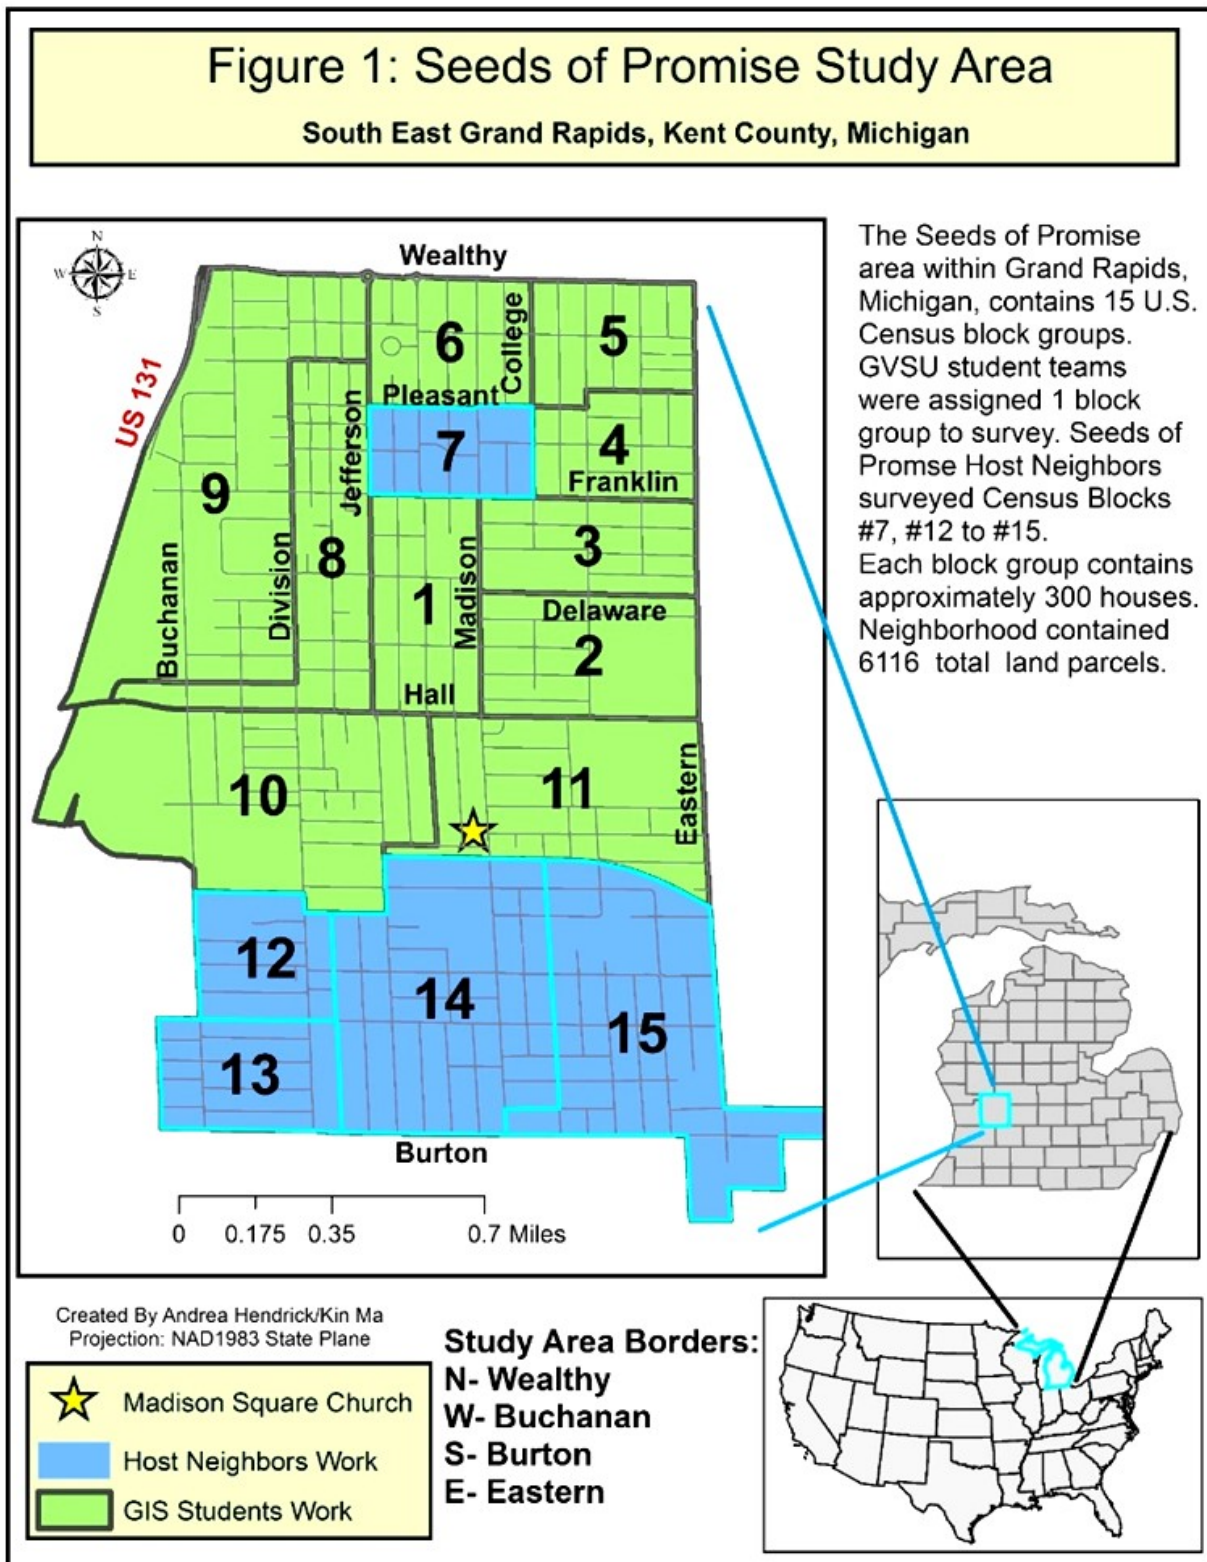 Figure 1: Seeds of Promise Study Area
South East Grand Rapids, Kent County, Michigan
N
W
E
S
Wealthy
US 131
College
6
5
Pleasant
Jefferson
7
4
Franklin
9
8
3
Buchanan
Division
1
Madison
Delaware
2
Hall
10
11
Eastern
12
14
15
13
Burton
0
0.175
0.35
0.7 Miles
The Seeds of Promise
area within Grand Rapids,
Michigan, contains 15 U.S.
Census block groups.
GVSU student teams
were assigned 1 block
group to survey. Seeds of
Promse Host Neighbors
surveyed Census Blocks
#7, #12 to #15.
Each block group contains
approximately 300 houses.
Neighborhood contained
6116 total land parcels.
Created By Andrea Hendrick/Kin Ma
Projection: NAD1983 State Plane
Madison Square Church
Host Neighbors Work
GIS Students Work
Study Area Borders:
N- Wealthy
W- Buchanan
S- Burton
E- Eastern